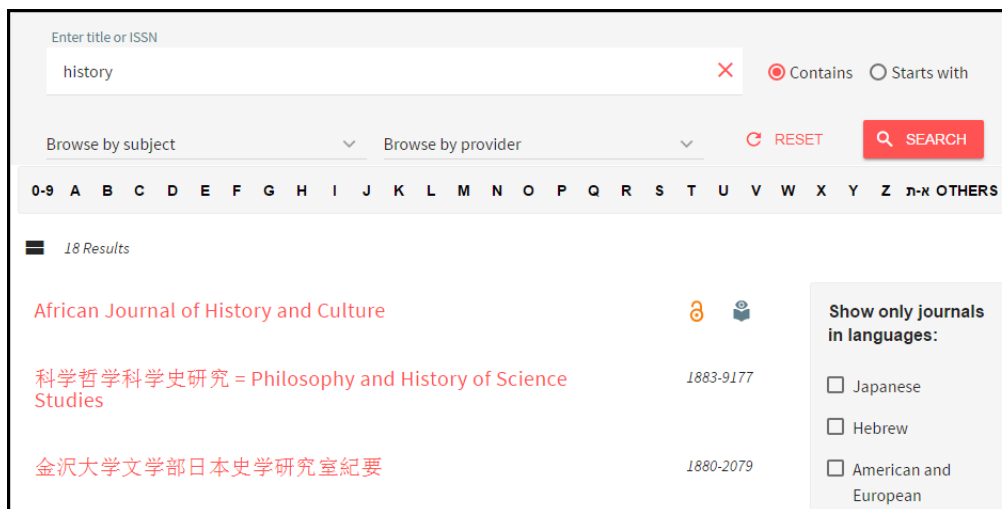 Enter title or ISSN
history
Contains
Starts with
Browse by subject
Browse by provider
RESET
SEARCH
0-9 A B C D E F G H I J K L M N O P Q R S T U V W X Y Z א-ת OTHERS
18 Results
African Journal of History and Culture
科学哲学科学史研究 = Philosophy and History of Science
Studies
1883-9177
金沢大学文学部日本史学研究室紀要
1880-2079
Show only journals
in languages:
Japanese
Hebrew
American and
European